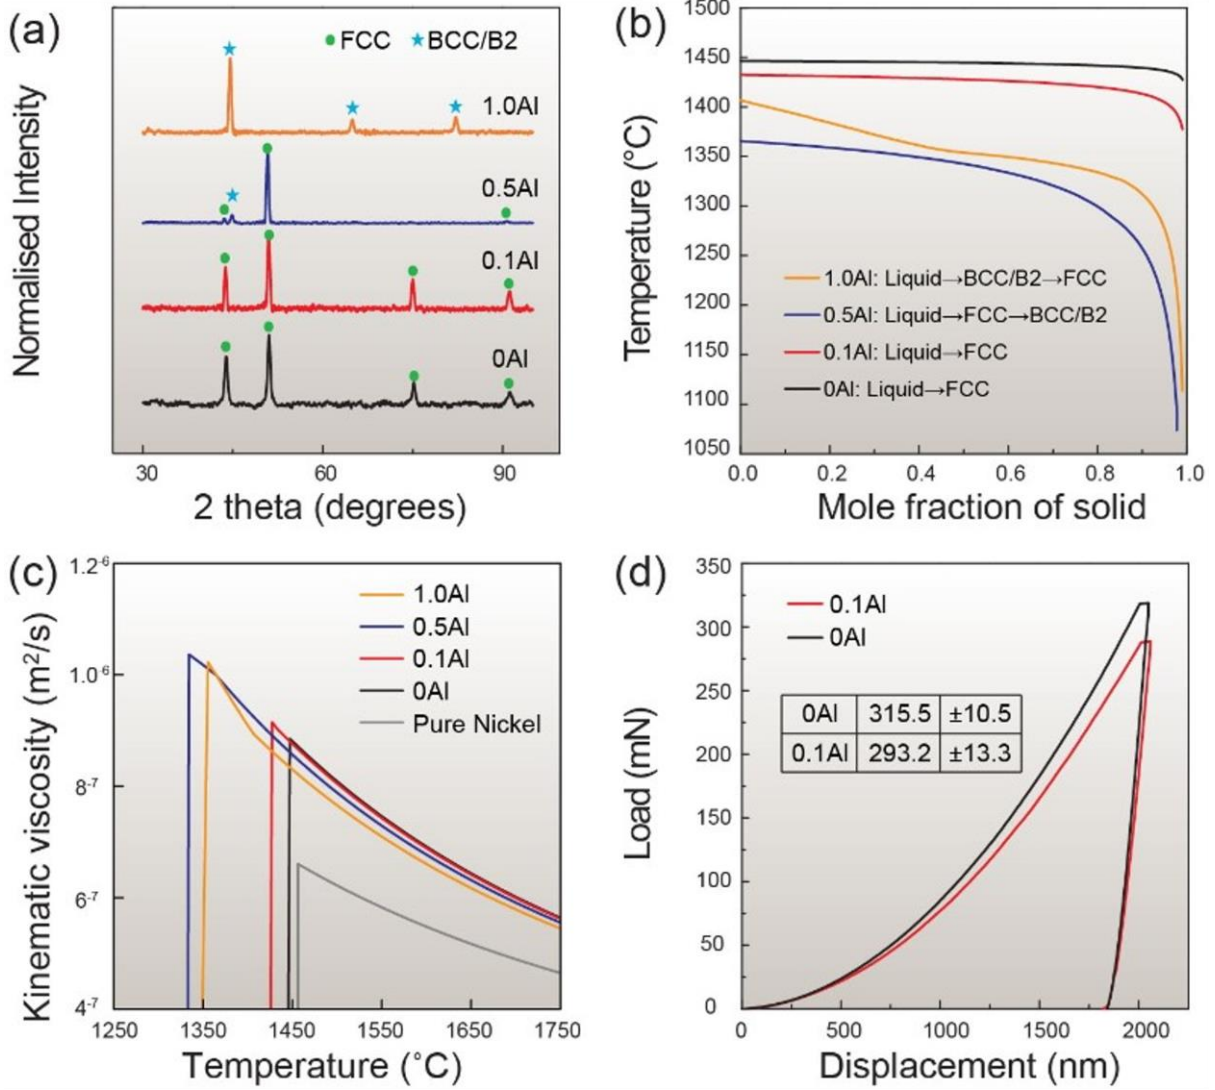 (a)
Normalised Intensity
FCC BCC/B2
1.0Al
0.5Al
0.1Al
0Al
30 60 90
2 theta (degrees)
(b)
Temperature (°C)
1500
1450
1400
1350
1300
1250
1200
1150
1100
1050
1.0Al: Liquid→BCC/B2→FCC
0.5Al: Liquid→FCC→BCC/B2
0.1Al: Liquid→FCC
0Al: Liquid→FCC
0.0 0.2 0.4 0.6 0.8 1.0
Mole fraction of solid
(c)
Kinematic viscosity (m²/s)
1.2⁻⁶
1.0⁻⁶
8⁻⁷
6⁻⁷
4⁻⁷
1.0Al
0.5Al
0.1Al
0Al
Pure Nickel
1250 1350 1450 1550 1650 1750
Temperature (°C)
(d)
Load (mN)
350
300
250
200
150
100
50
0
0.1Al
0Al
0Al 315.5 ±10.5
0.1Al 293.2 ±13.3
0 500 1000 1500 2000
Displacement (nm)